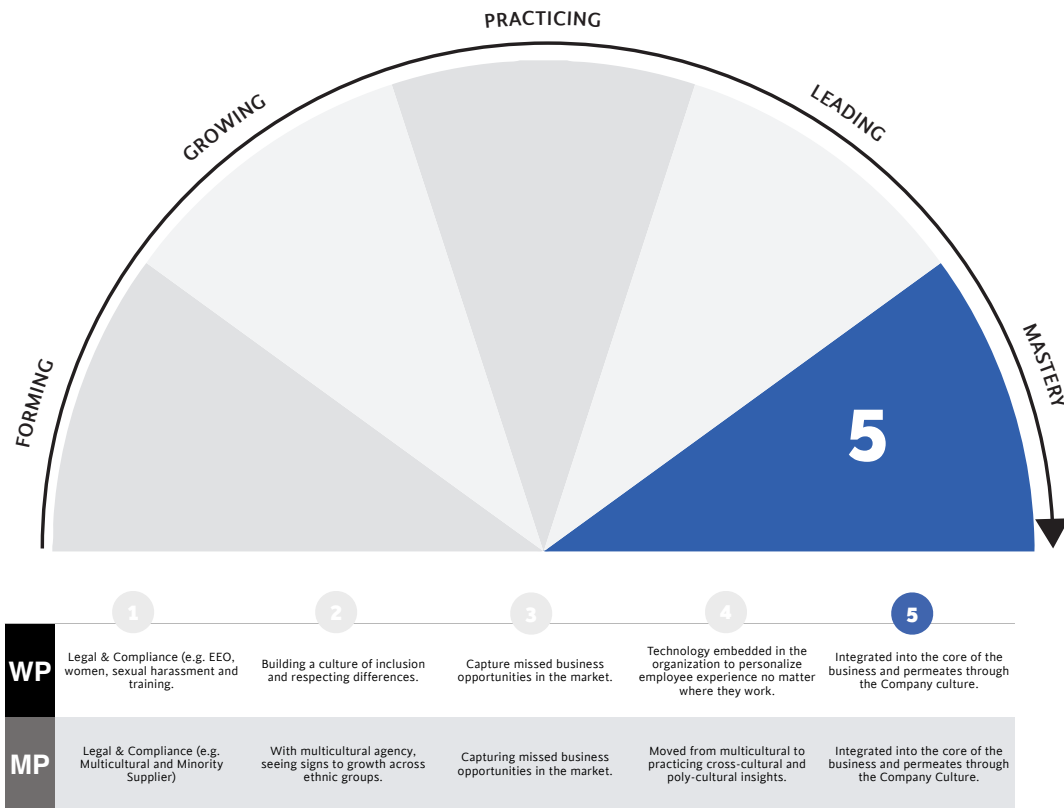 PRACTICING
GROWING
LEADING
FORMING
MASTERY
5
1
2
3
4
5
WP
Legal & Compliance (e.g. EEO,
women, sexual harassment and
training.
Building a culture of inclusion
and respecting differences.
Capture missed business
opportunities in the market.
Technology embedded in the
organization to personalize
employee experience no matter
where they work.
Integrated into the core of the
business and permeates through
the Company culture.
MP
Legal & Compliance (e.g.
Multicultural and Minority
Supplier)
With multicultural agency,
seeing signs to growth across
ethnic groups.
Capturing missed business
opportunities in the market.
Moved from multicultural to
practicing cross-cultural and
poly-cultural insights.
Integrated into the core of the
business and permeates through
the Company Culture.